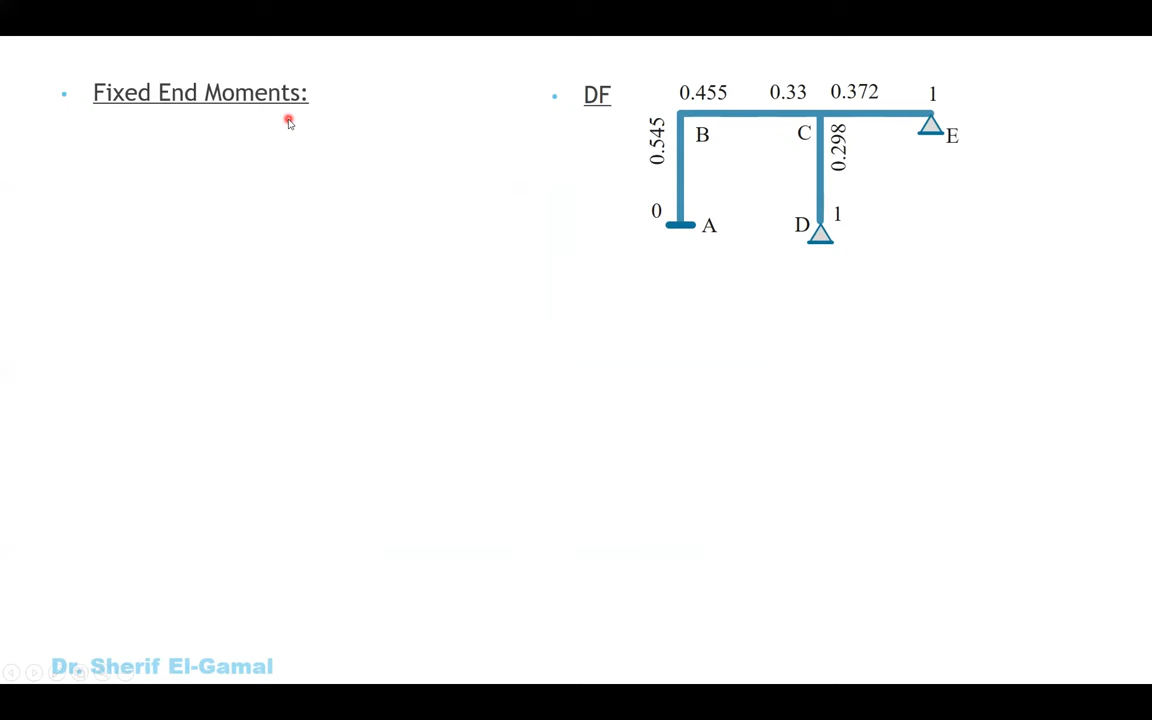 • Fixed End Moments:
• DF
0.455 0.33 0.372 1
0.545 B C 0.298 E
0 A D 1
Dr. Sherif El-Gamal